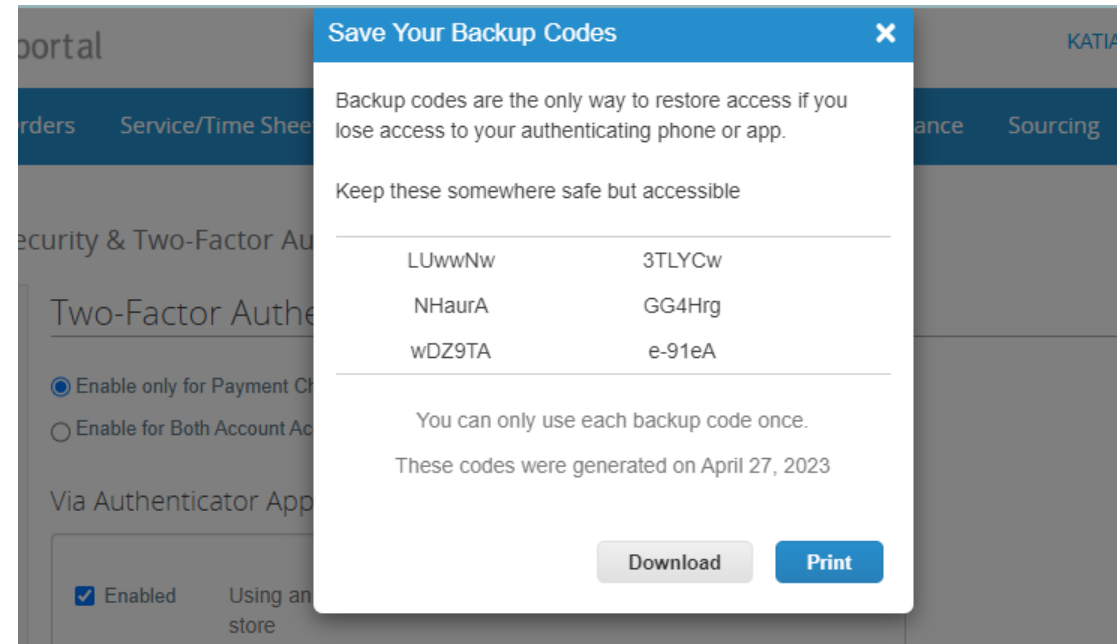 portal
KATIA
Save Your Backup Codes
Service/Time Shee
Sourcing
Backup codes are the only way to restore access if you
lose access to your authenticating phone or app.
Keep these somewhere safe but accessible
LUwwNw 3TLYCw
NHaurA GG4Hrg
wDZ9TA e-91eA
You can only use each backup code once.
These codes were generated on April 27, 2023
Download Print
ecurity & Two-Factor Au
Two-Factor Authe
Enable only for Payment Ch
Enable for Both Account Ac
Via Authenticator App
Enabled Using an
store